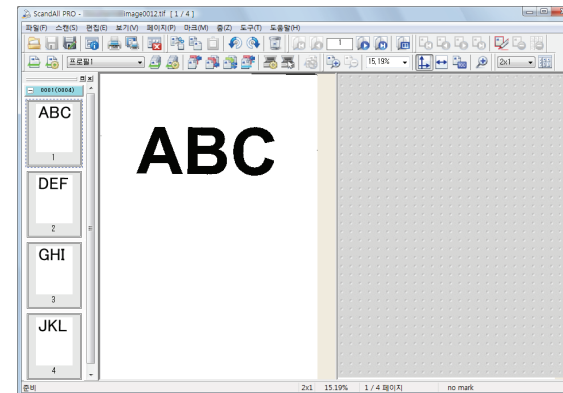 ScandAll PRO - image0012.tif [ 1 / 4 ]
파일(F) 스캔(S) 편집(E) 보기(V) 페이지(P) 마크(M) 줌(Z) 도구(T) 도움말(H)
1
프로필1 15,19% 2x1
0001(0004)
ABC
1
DEF
2
GHI
3
JKL
4
ABC
준비 2x1 15.19% 1 / 4 페이지 no mark